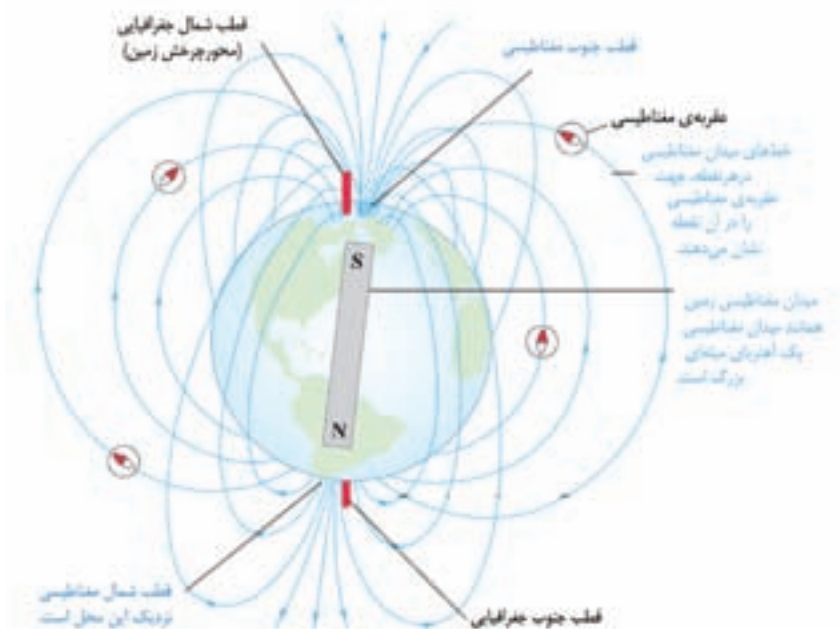 قطب شمال جغرافیایی
(محور چرخش زمین)
قطب جنوب مغناطیسی
عقربه‌ی مغناطیسی
خط‌های میدان مغناطیسی
در هر نقطه، جهت
عقربه‌ی مغناطیسی
را در آن نقطه
نشان می‌دهند.
S
میدان مغناطیسی زمین
همانند میدان مغناطیسی
یک آهنربای میله‌ای
بزرگ است.
N
قطب شمال مغناطیسی
نزدیک این محل است.
قطب جنوب جغرافیایی